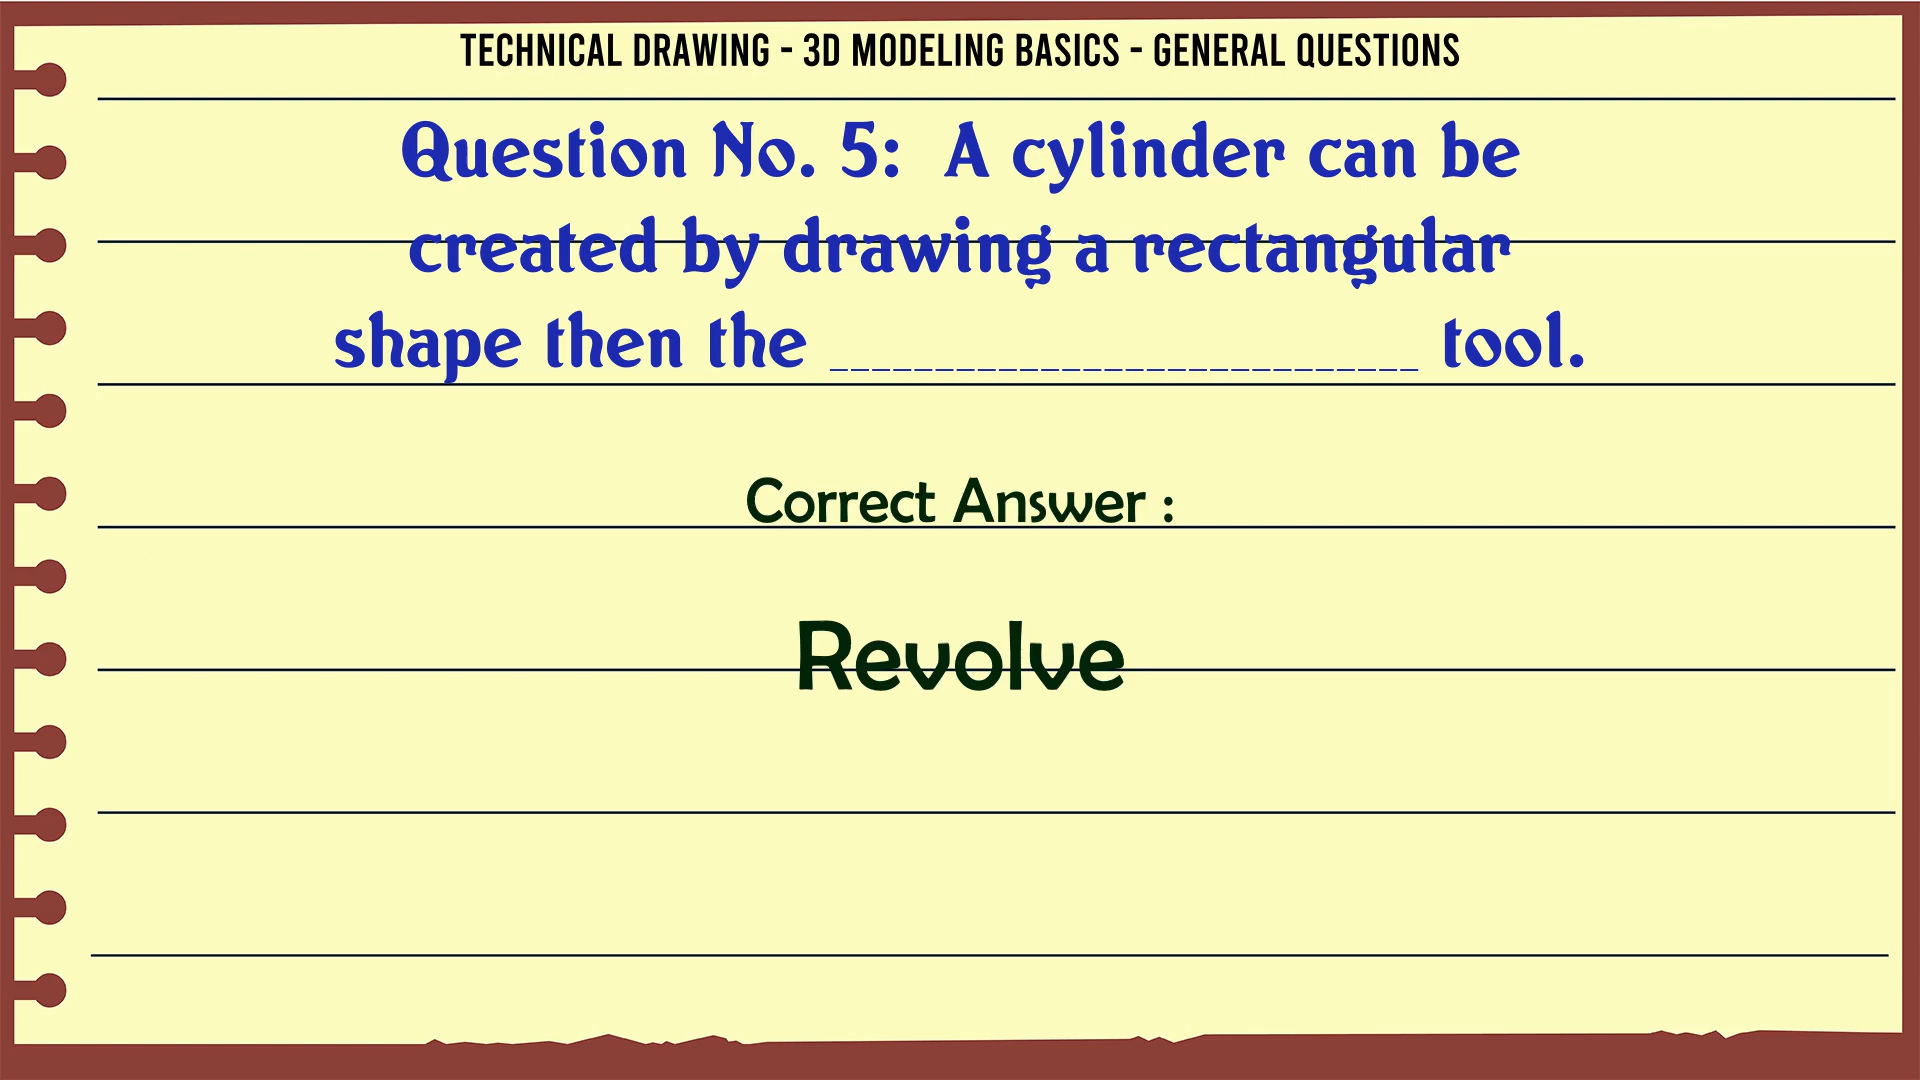 TECHNICAL DRAWING - 3D MODELING BASICS - GENERAL QUESTIONS
Question No. 5: A cylinder can be
created by drawing a rectangular
shape then the ____________________________ tool.
Correct Answer :
Revolve